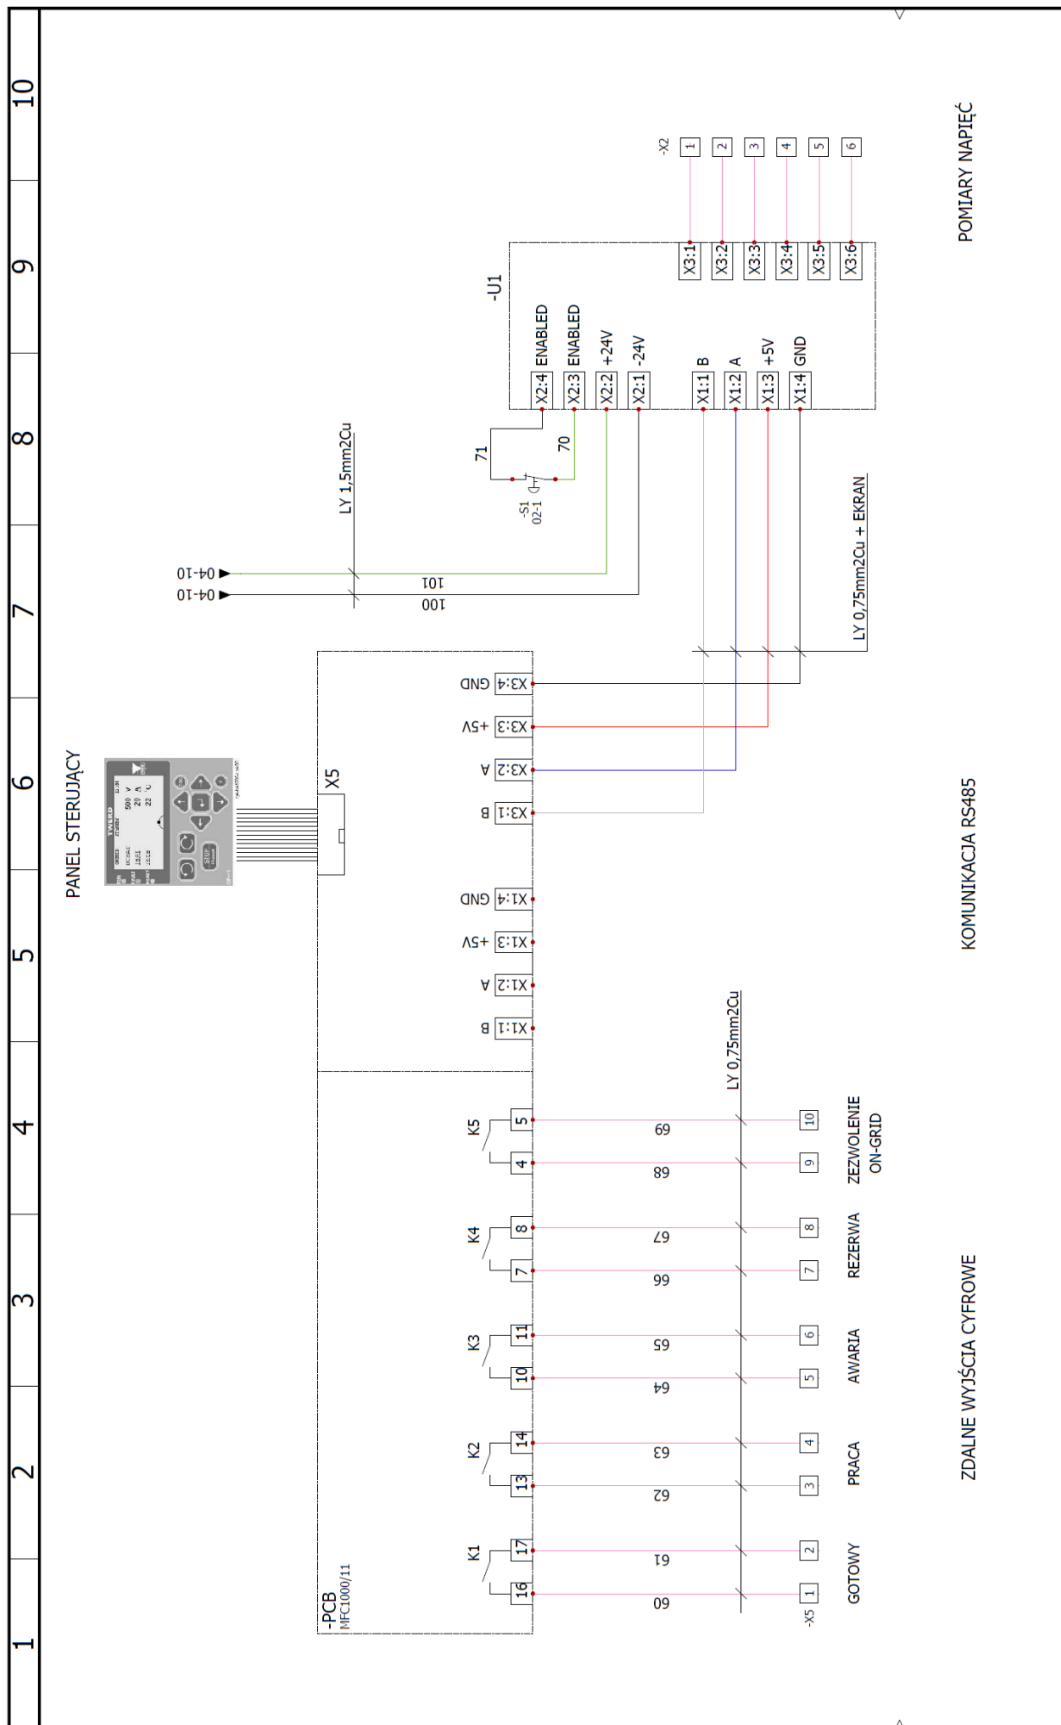 1
2
3
4
5
6
7
8
9
10
PANEL STERUJĄCY
X5
-PCB
MFC1000/11
K1
16
17
K2
13
14
K3
10
11
K4
7
8
K5
4
5
X1:1 B
X1:2 A
X1:3 +5V
X1:4 GND
X3:1 B
X3:2 A
X3:3 +5V
X3:4 GND
60
61
62
63
64
65
66
67
68
69
LY 0,75mm2Cu
-X5
1
2
3
4
5
6
7
8
9
10
GOTOWY
PRACA
AWARIA
REZERWA
ZEZWOLENIE
ON-GRID
04-10
04-10
100
101
LY 1,5mm2Cu
-S1
02-1
71
70
-U1
X2:4 ENABLED
X2:3 ENABLED
X2:2 +24V
X2:1 -24V
X1:1 B
X1:2 A
X1:3 +5V
X1:4 GND
LY 0,75mm2Cu + EKRAN
X3:1
X3:2
X3:3
X3:4
X3:5
X3:6
-X2
1
2
3
4
5
6
ZDALNE WYJŚCIA CYFROWE
KOMUNIKACJA RS485
POMIARY NAPIĘĆ
TWERD
500 V
20 A
22 °C
STOP